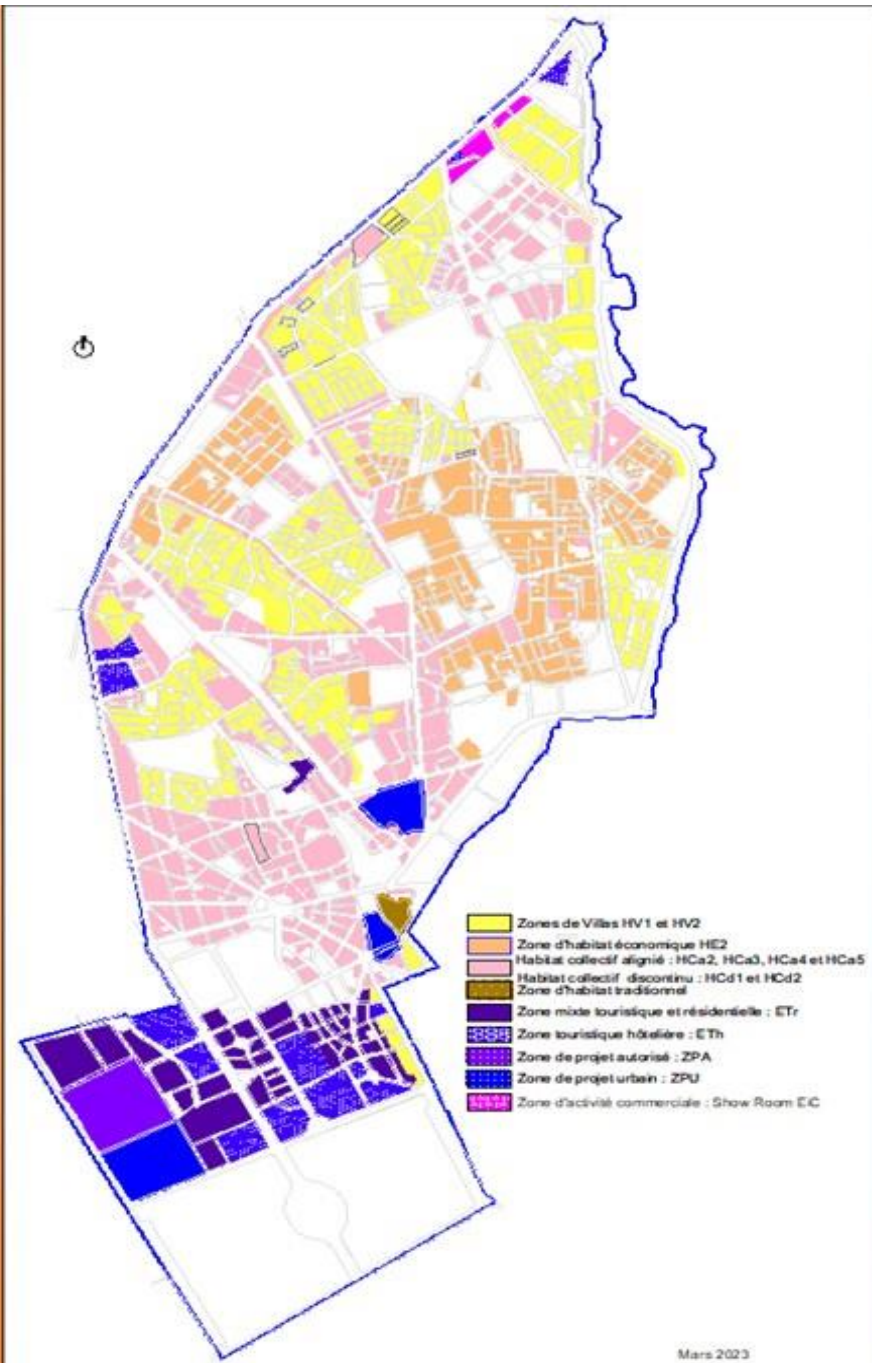 Zones de Villas HV1 et HV2
Zone d'habitat économique HE2
Habitat collectif aligné : HCa2, HCa3, HCa4 et HCa5
Habitat collectif discontinu : HCd1 et HCd2
Zone d'habitat traditionnel
Zone mixte touristique et résidentielle : ETr
Zone touristique hôtelière : ETh
Zone de projet autorisé : ZPA
Zone de projet urbain : ZPU
Zone d'activité commerciale : Show Room EiC
Mars 2023